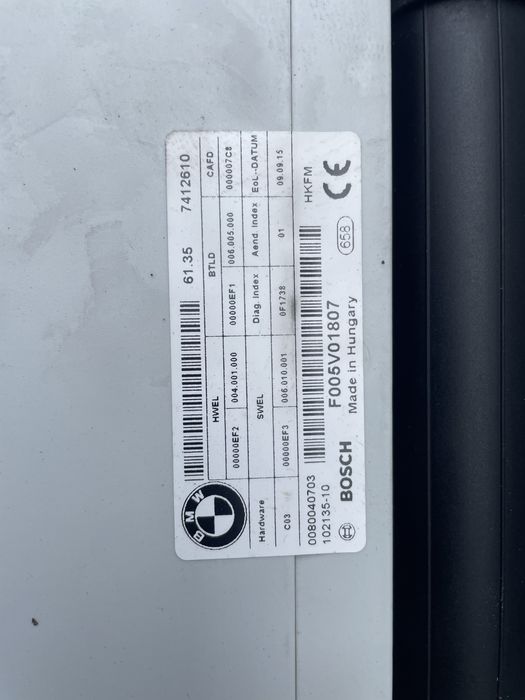 BMW
61.35 7412610
HWEL BTLD CAFD
00000EF2 004.001.000 00000EF1 006.005.000 000007C8
Hardware SWEL Diag. Index Aend. Index EoL.-DATUM
C03 00000EF3 006.010.001 0F1738 01 09.09.15
0080040703 HKFM
102135-10
BOSCH F005V01807 658 CE
Made in Hungary